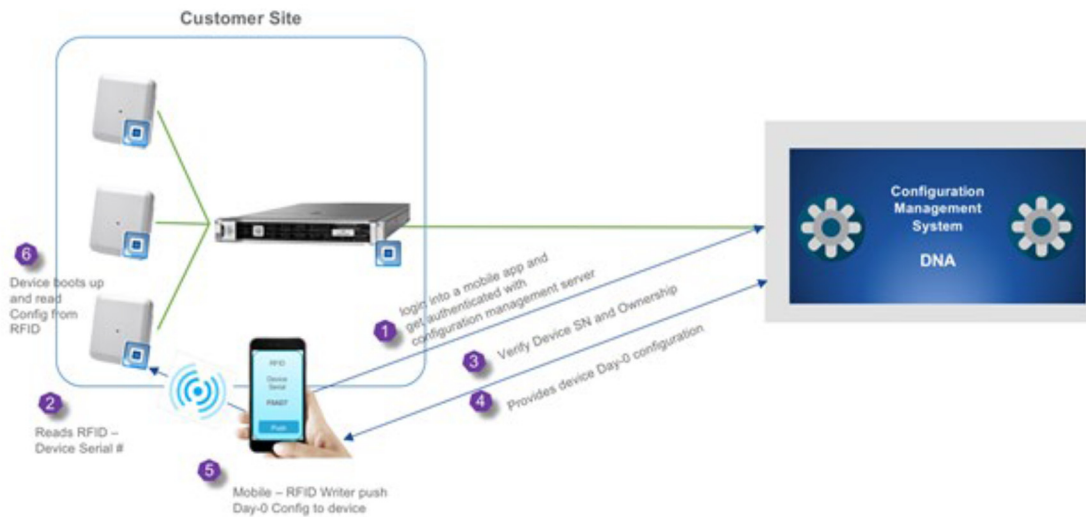 Customer Site
6
Device boots up
and read
Config from
RFID
2
Reads RFID –
Device Serial #
RFID
Device
Serial
Push
5
Mobile – RFID Writer push
Day-0 Config to device
1
logic into a mobile app and
get authenticated with
configuration management server
3
Verify Device SN and Ownership
4
Provides device Day-0 configuration
Configuration
Management
System
DNA